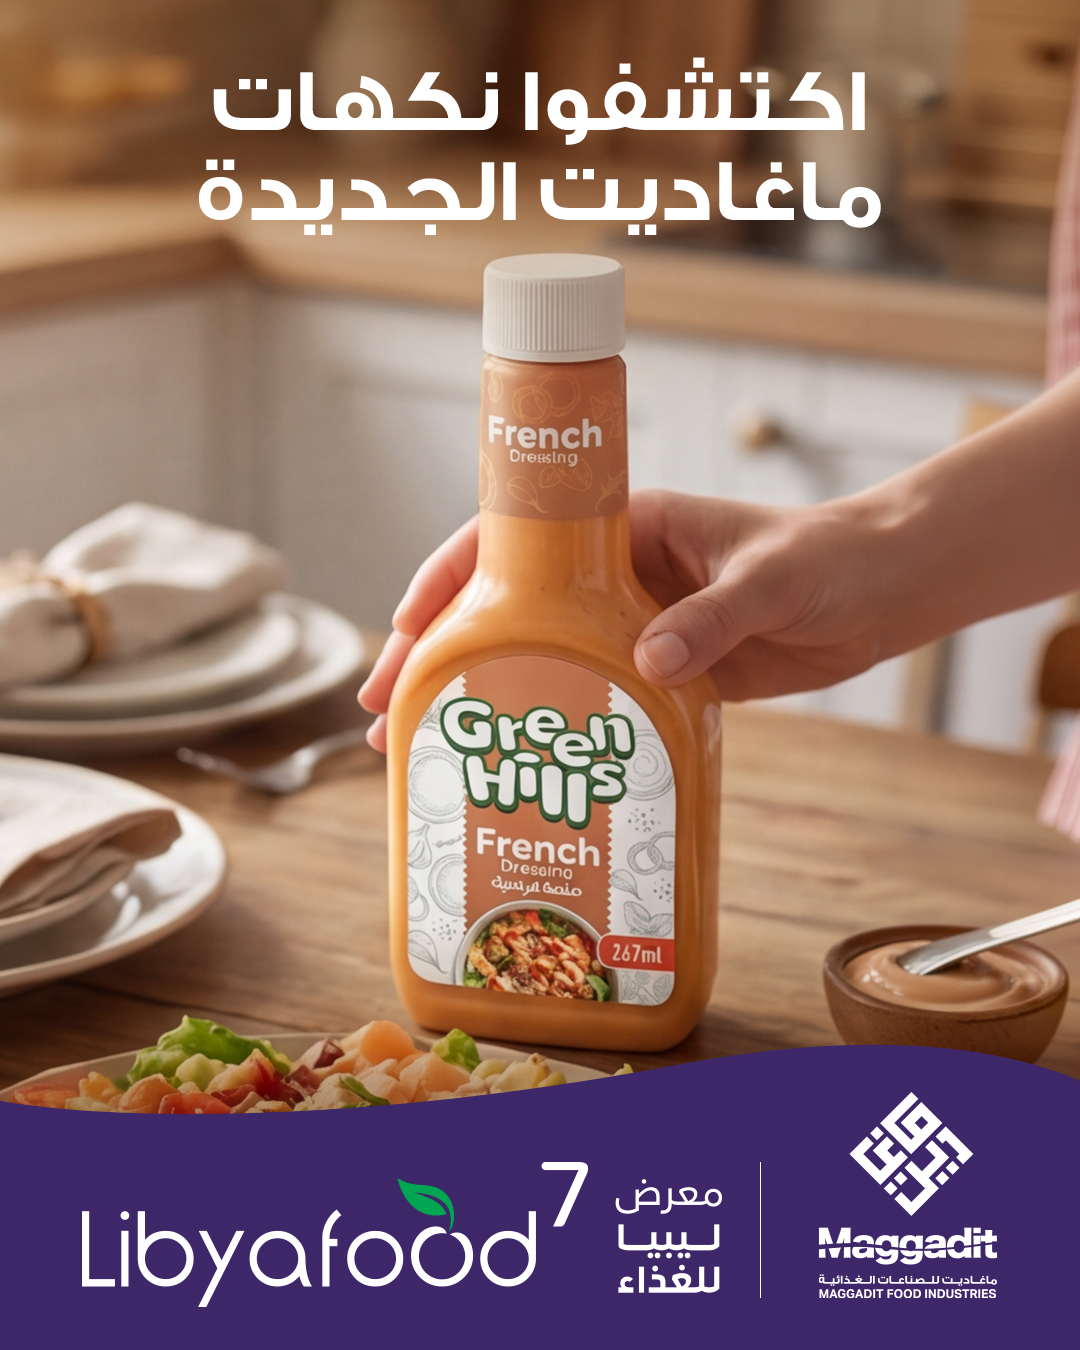 اكتشفوا نكهات
ماغاديت الجديدة
French
Dressing
Green
Hills
French
Dressing
267ml
Libyafood 7
معرض
ليبيا
للغذاء
Maggadit
ماغاديت للصناعات الغذائية
MAGGADIT FOOD INDUSTRIES